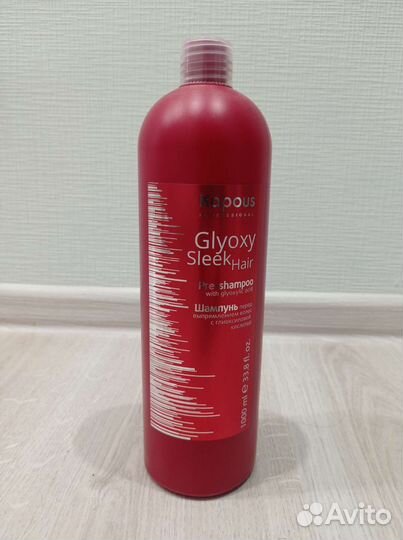 Kapous
PROFESSIONAL
Glyoxy
Sleek Hair
Pre-shampoo
with glyoxylic acid
Шампунь перед
выпрямлением волос
с глиоксиловой
кислотой
1000 ml e 33.8 fl. oz.
Avito